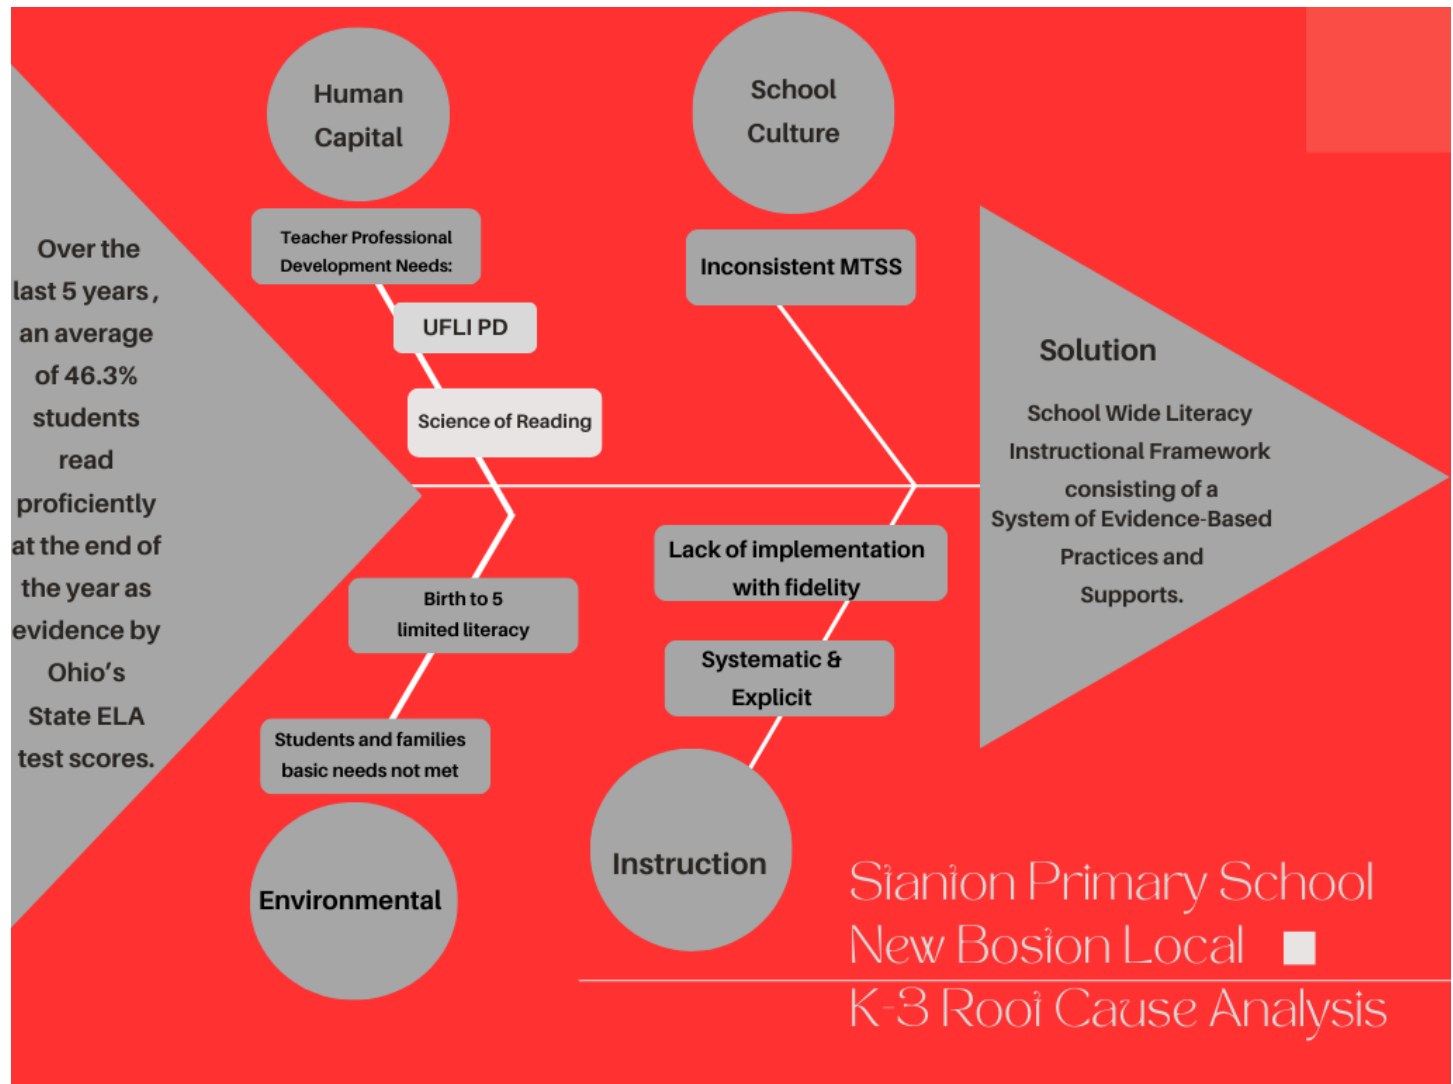 Human
Capital
School
Culture
Teacher Professional
Development Needs:
UFLI PD
Science of Reading
Inconsistent MTSS
Over the
last 5 years,
an average
of 46.3%
students
read
proficiently
at the end of
the year as
evidence by
Ohio's
State ELA
test scores.
Solution
School Wide Literacy
Instructional Framework
consisting of a
System of Evidence-Based
Practices and
Supports.
Birth to 5
limited literacy
Students and families
basic needs not met
Environmental
Lack of implementation
with fidelity
Systematic &
Explicit
Instruction
Stanton Primary School
New Boston Local
K-3 Root Cause Analysis